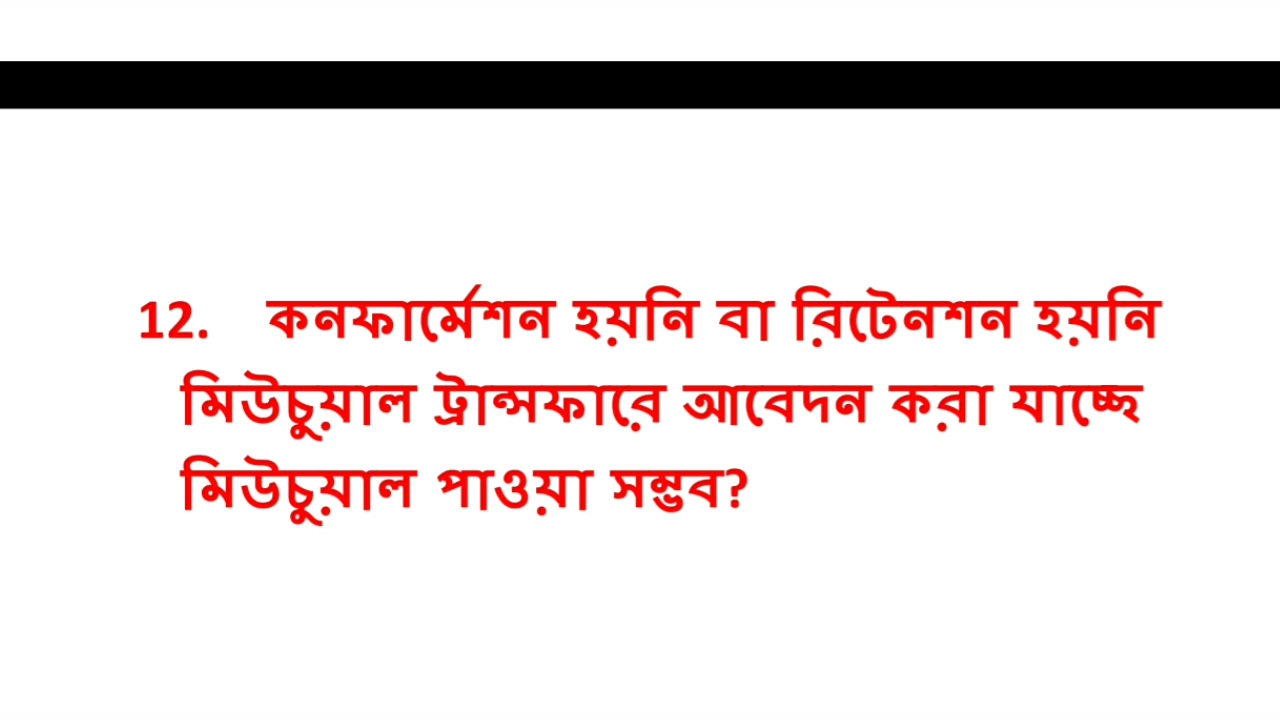 12. কনফার্মেশন হয়নি বা রিটেনশন হয়নি
মিউচুয়াল ট্রান্সফারে আবেদন করা যাচ্ছে
মিউচুয়াল পাওয়া সম্ভব?